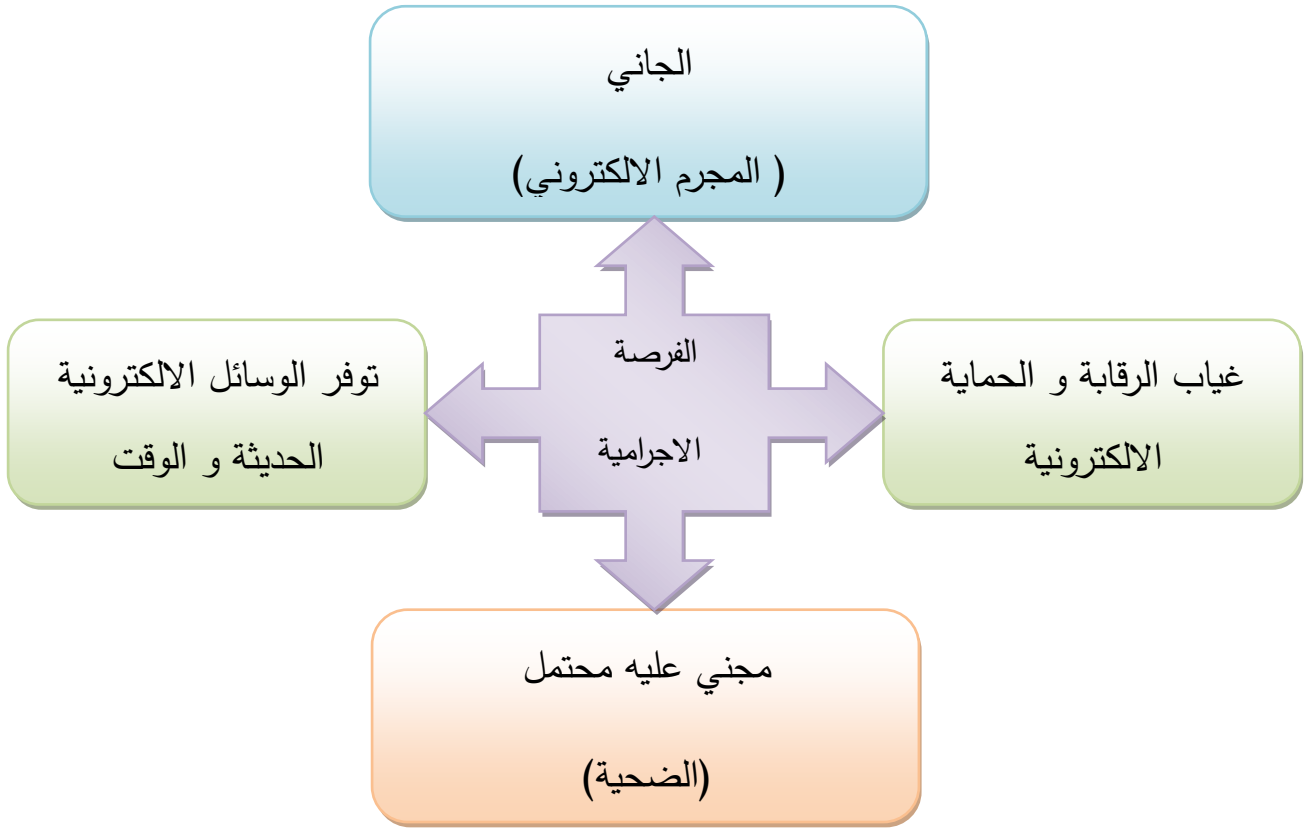 الجاني
( المجرم الالكتروني)
غياب الرقابة و الحماية
الالكترونية
الفرصة
الاجرامية
توفر الوسائل الالكترونية
الحديثة و الوقت
مجني عليه محتمل
(الضحية)